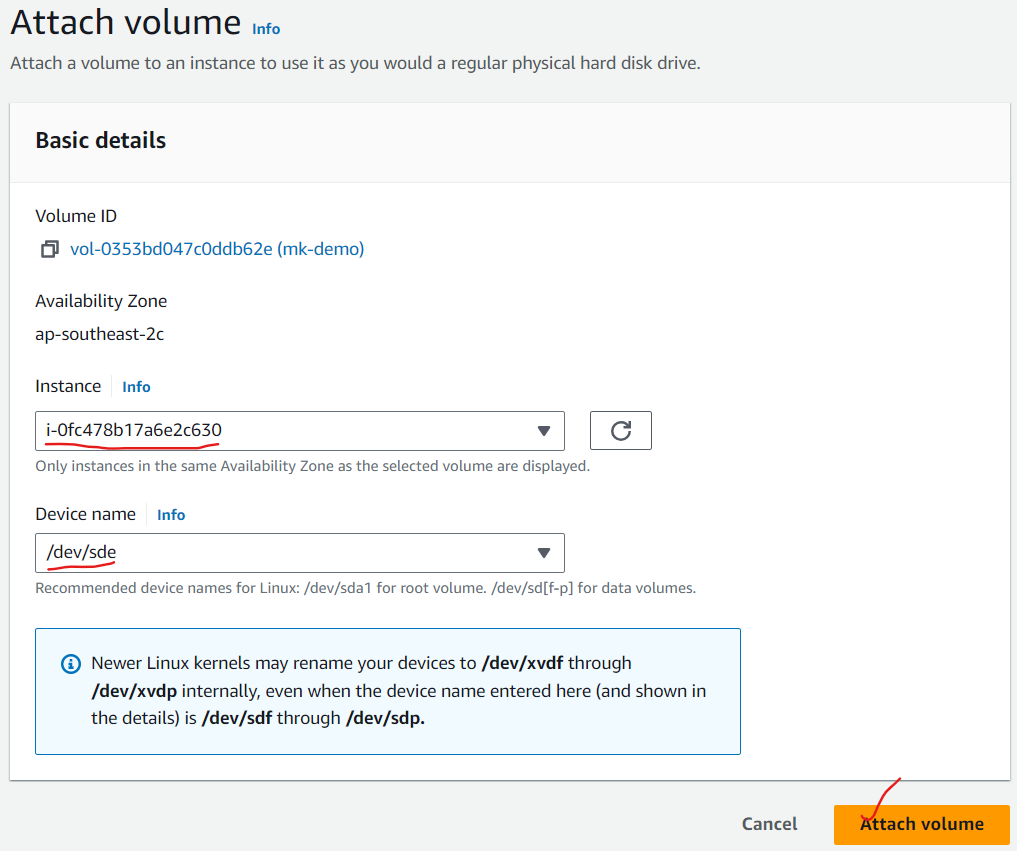 Attach volume Info
Attach a volume to an instance to use it as you would a regular physical hard disk drive.
Basic details
Volume ID
vol-0353bd047c0ddb62e (mk-demo)
Availability Zone
ap-southeast-2c
Instance Info
i-0fc478b17a6e2c630
Only instances in the same Availability Zone as the selected volume are displayed.
Device name Info
/dev/sde
Recommended device names for Linux: /dev/sda1 for root volume. /dev/sd[f-p] for data volumes.
Newer Linux kernels may rename your devices to /dev/xvdf through
/dev/xvdp internally, even when the device name entered here (and shown in
the details) is /dev/sdf through /dev/sdp.
Cancel Attach volume